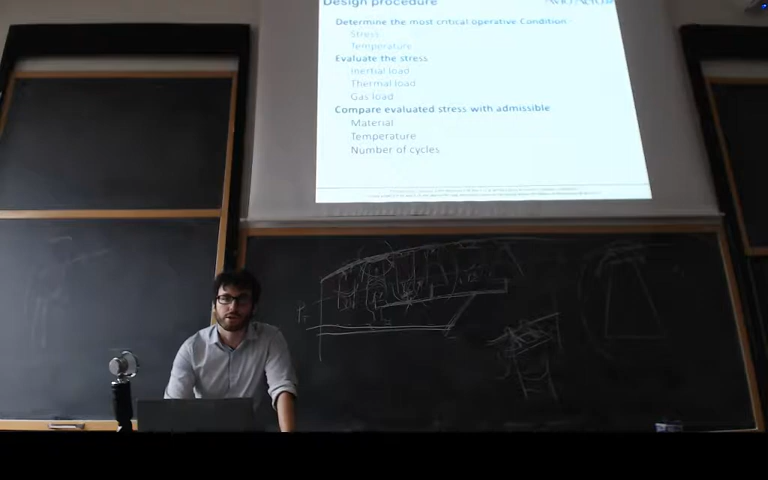 Design procedure
Determine the most critical operative Condition
Stress
Temperature
Evaluate the stress
Inertial load
Thermal load
Gas load
Compare evaluated stress with admissible
Material
Temperature
Number of cycles